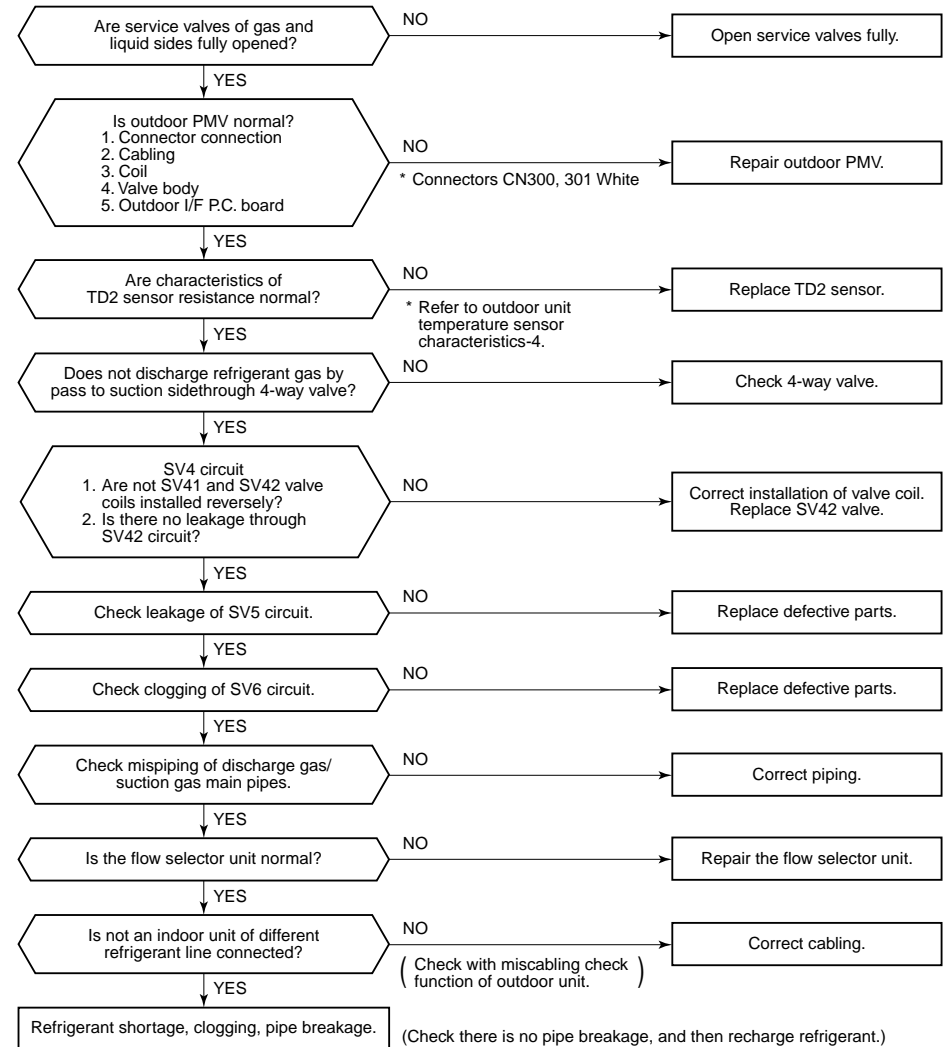 Are service valves of gas and
liquid sides fully opened?
NO
Open service valves fully.
YES
Is outdoor PMV normal?
1. Connector connection
2. Cabling
3. Coil
4. Valve body
5. Outdoor I/F P.C. board
NO
* Connectors CN300, 301 White
Repair outdoor PMV.
YES
Are characteristics of
TD2 sensor resistance normal?
NO
* Refer to outdoor unit
temperature sensor
characteristics-4.
Replace TD2 sensor.
YES
Does not discharge refrigerant gas by
pass to suction sidethrough 4-way valve?
NO
Check 4-way valve.
YES
SV4 circuit
1. Are not SV41 and SV42 valve
coils installed reversely?
2. Is there no leakage through
SV42 circuit?
NO
Correct installation of valve coil.
Replace SV42 valve.
YES
Check leakage of SV5 circuit.
NO
Replace defective parts.
YES
Check clogging of SV6 circuit.
NO
Replace defective parts.
YES
Check mispiping of discharge gas/
suction gas main pipes.
NO
Correct piping.
YES
Is the flow selector unit normal?
NO
Repair the flow selector unit.
YES
Is not an indoor unit of different
refrigerant line connected?
NO
( Check with miscabling check
function of outdoor unit. )
Correct cabling.
YES
Refrigerant shortage, clogging, pipe breakage.
(Check there is no pipe breakage, and then recharge refrigerant.)